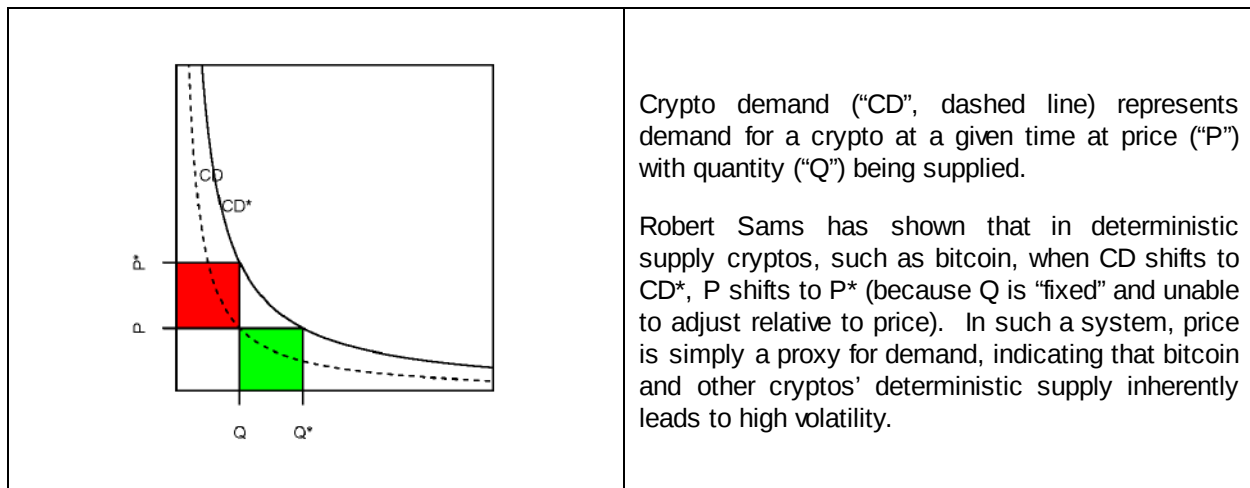 CD
CD*
P*
P
Q
Q*
Crypto demand (“CD”, dashed line) represents
demand for a crypto at a given time at price (“P”)
with quantity (“Q”) being supplied.
Robert Sams has shown that in deterministic
supply cryptos, such as bitcoin, when CD shifts to
CD*, P shifts to P* (because Q is “fixed” and unable
to adjust relative to price). In such a system, price
is simply a proxy for demand, indicating that bitcoin
and other cryptos’ deterministic supply inherently
leads to high volatility.